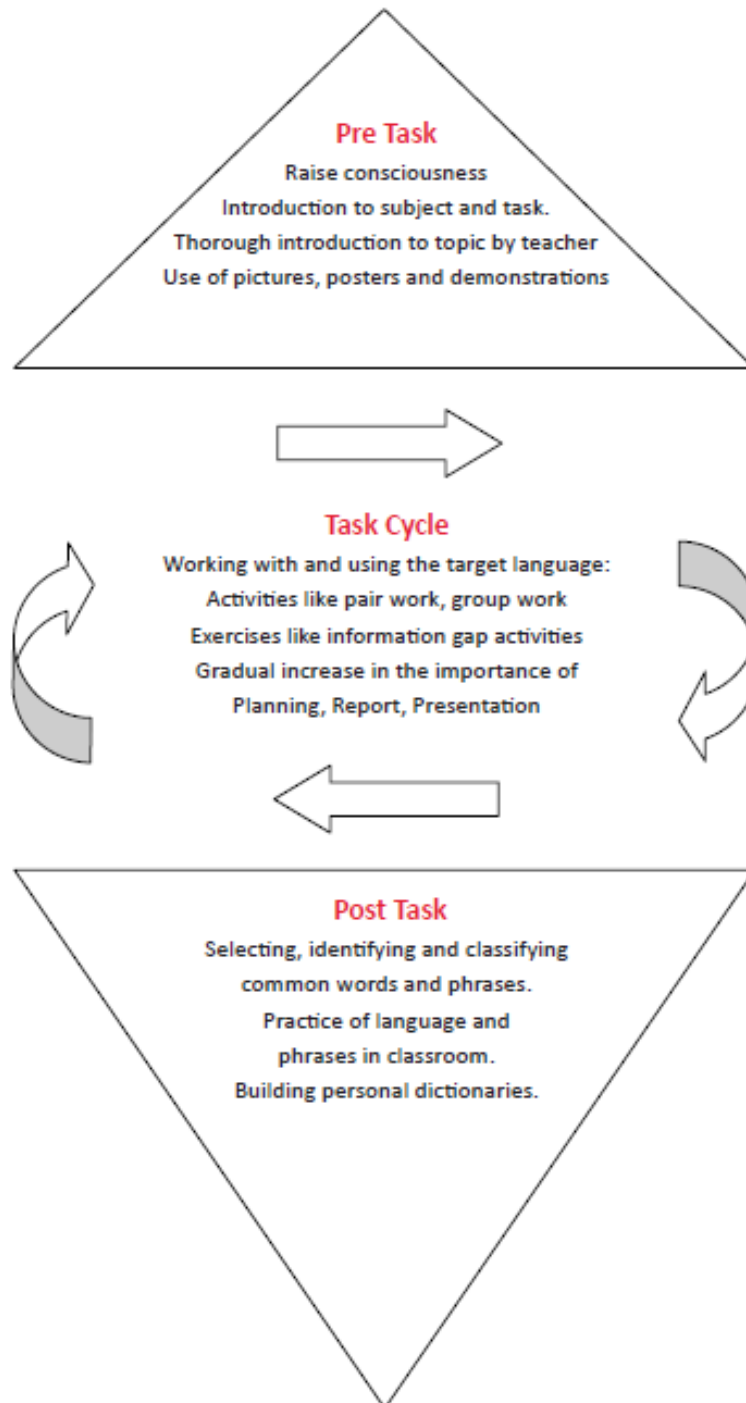 Pre Task
Raise consciousness
Introduction to subject and task.
Thorough introduction to topic by teacher
Use of pictures, posters and demonstrations
Task Cycle
Working with and using the target language:
Activities like pair work, group work
Exercises like information gap activities
Gradual increase in the importance of
Planning, Report, Presentation
Post Task
Selecting, identifying and classifying
common words and phrases.
Practice of language and
phrases in classroom.
Building personal dictionaries.